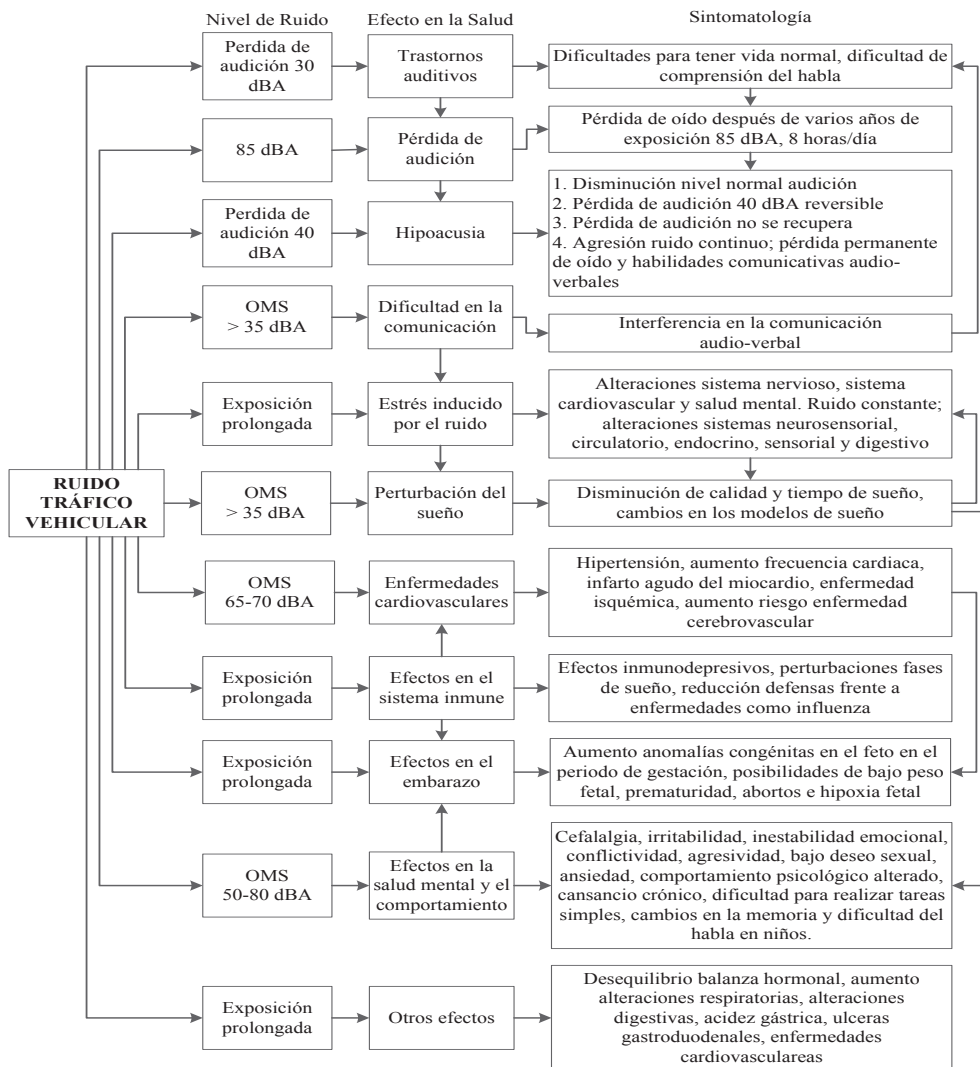 Nivel de Ruido
Efecto en la Salud
Sintomatología
Perdida de
audición 30
dBA
Trastornos
auditivos
Dificultades para tener vida normal, dificultad de
comprensión del habla
85 dBA
Pérdida de
audición
Pérdida de oído después de varios años
de exposición 85 dBA, 8 horas/día
Perdida de
audición 40
dBA
Hipoacusia
1. Disminución nivel normal audición
2. Pérdida de audición 40 dBA reversible
3. Pérdida de audición no se recupera
4. Agresión ruido continuo; pérdida permanente
de oído y habilidades comunicativas audio-
verbales
OMS
> 35 dBA
Dificultad en la
comunicación
Interferencia en la comunicación
audio-verbal
Exposición
prolongada
Estrés inducido
por el ruido
Alteraciones sistema nervioso, sistema
cardiovascular y salud mental. Ruido constante;
alteraciones sistemas neurosensorial,
circulatorio, endocrino, sensorial y digestivo
RUIDO
TRÁFICO
VEHICULAR
OMS
> 35 dBA
Perturbación del
sueño
Disminución de calidad y tiempo de sueño,
cambios en los modelos de sueño
OMS
65-70 dBA
Enfermedades
cardiovasculares
Hipertensión, aumento frecuencia cardiaca,
infarto agudo del miocardio, enfermedad
isquémica, aumento riesgo enfermedad
cerebrovascular
Exposición
prolongada
Efectos en el
sistema inmune
Efectos inmunodepresivos, perturbaciones fases
de sueño, reducción defensas frente a
enfermedades como influenza
Exposición
prolongada
Efectos en el
embarazo
Aumento anomalías congénitas en el feto en el
periodo de gestación, posibilidades de bajo peso
fetal, prematuridad, abortos e hipoxia fetal
OMS
50-80 dBA
Efectos en la
salud mental y el
comportamiento
Cefalalgia, irritabilidad, inestabilidad emocional,
conflictividad, agresividad, bajo deseo sexual,
ansiedad, comportamiento psicológico alterado,
cansancio crónico, dificultad para realizar tareas
simples, cambios en la memoria y dificultad del
habla en niños.
Exposición
prolongada
Otros efectos
Desequilibrio balanza hormonal, aumento
alteraciones respiratorias, alteraciones
digestivas, acidez gástrica, ulceras
gastroduodenales, enfermedades
cardiovasculareas